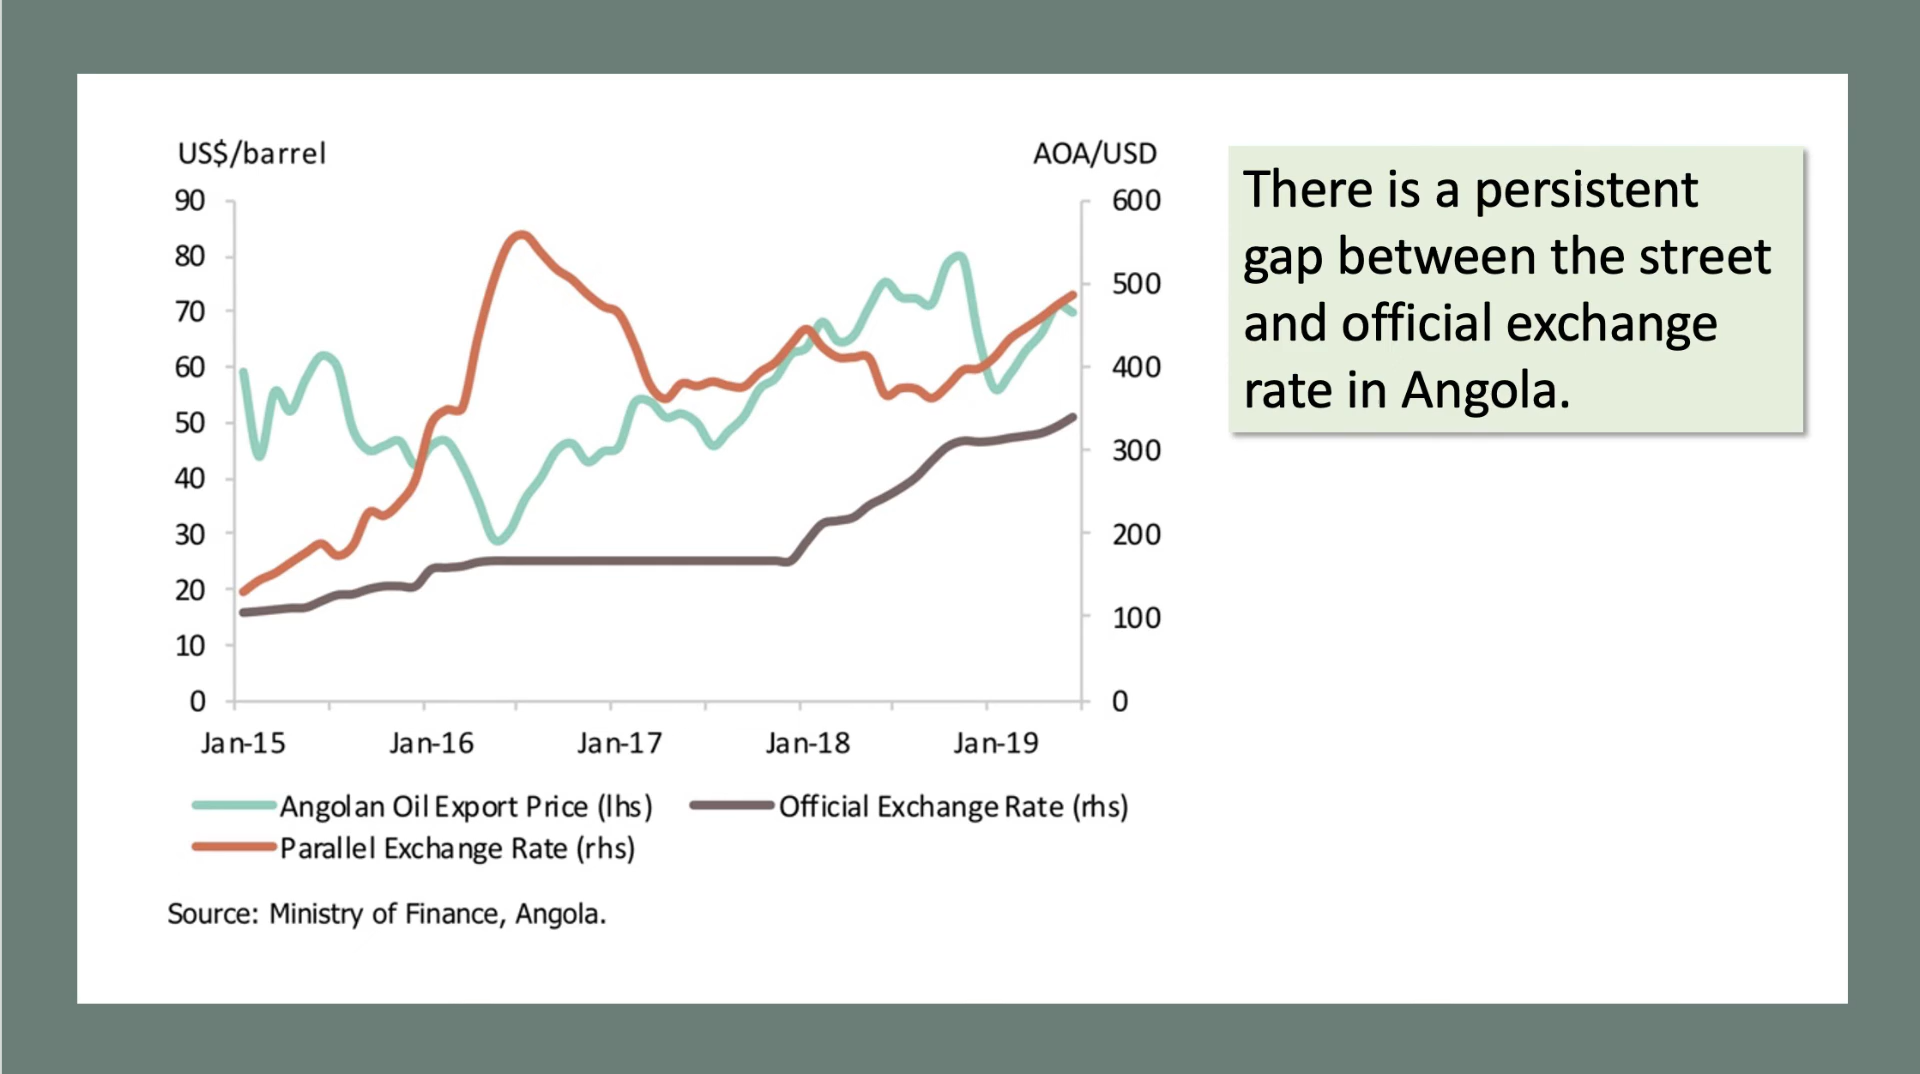 US$/barrel
AOA/USD
90
80
70
60
50
40
30
20
10
0
600
500
400
300
200
100
0
Jan-15 Jan-16 Jan-17 Jan-18 Jan-19
Angolan Oil Export Price (lhs)
Official Exchange Rate (rhs)
Parallel Exchange Rate (rhs)
Source: Ministry of Finance, Angola.
There is a persistent
gap between the street
and official exchange
rate in Angola.